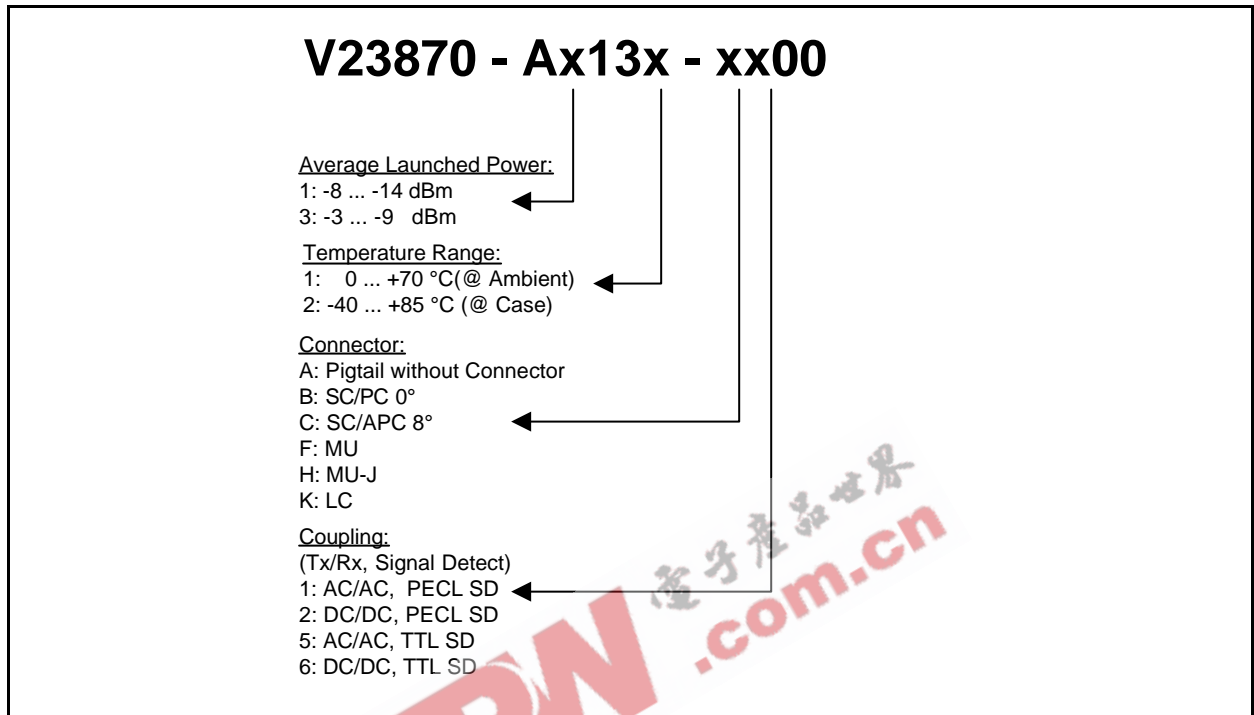 V23870 - Ax13x - xx00
Average Launched Power:
1: -8 ... -14 dBm
3: -3 ... -9 dBm
Temperature Range:
1: 0 ... +70 °C(@ Ambient)
2: -40 ... +85 °C (@ Case)
Connector:
A: Pigtail without Connector
B: SC/PC 0°
C: SC/APC 8°
F: MU
H: MU-J
K: LC
Coupling:
(Tx/Rx, Signal Detect)
1: AC/AC, PECL SD
2: DC/DC, PECL SD
5: AC/AC, TTL SD
6: DC/DC, TTL SD
電子產品世界
.com.cn